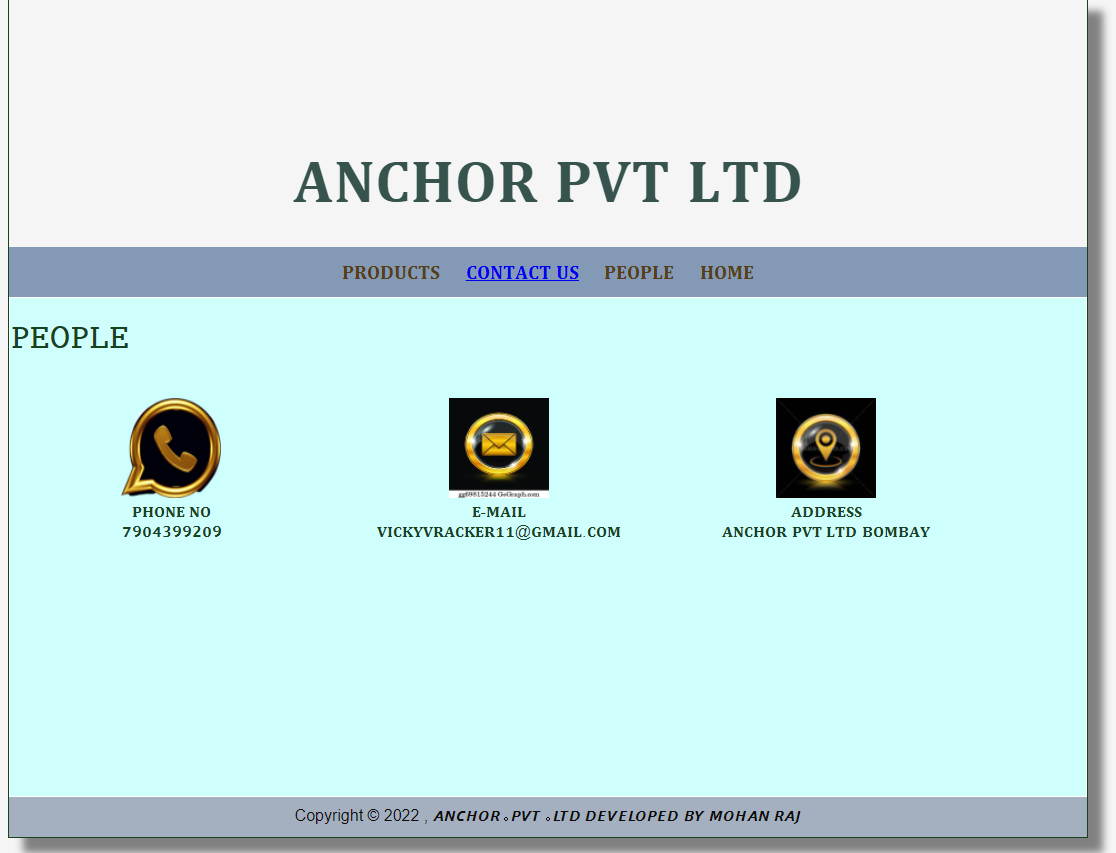 ANCHOR PVT LTD
PRODUCTS CONTACT US PEOPLE HOME
PEOPLE
gg69815244 GoGraph.com
PHONE NO
7904399209
E-MAIL
VICKYVRACKER11@GMAIL.COM
ADDRESS
ANCHOR PVT LTD BOMBAY
Copyright © 2022 , ANCHOR∘PVT ∘LTD DEVELOPED BY MOHAN RAJ